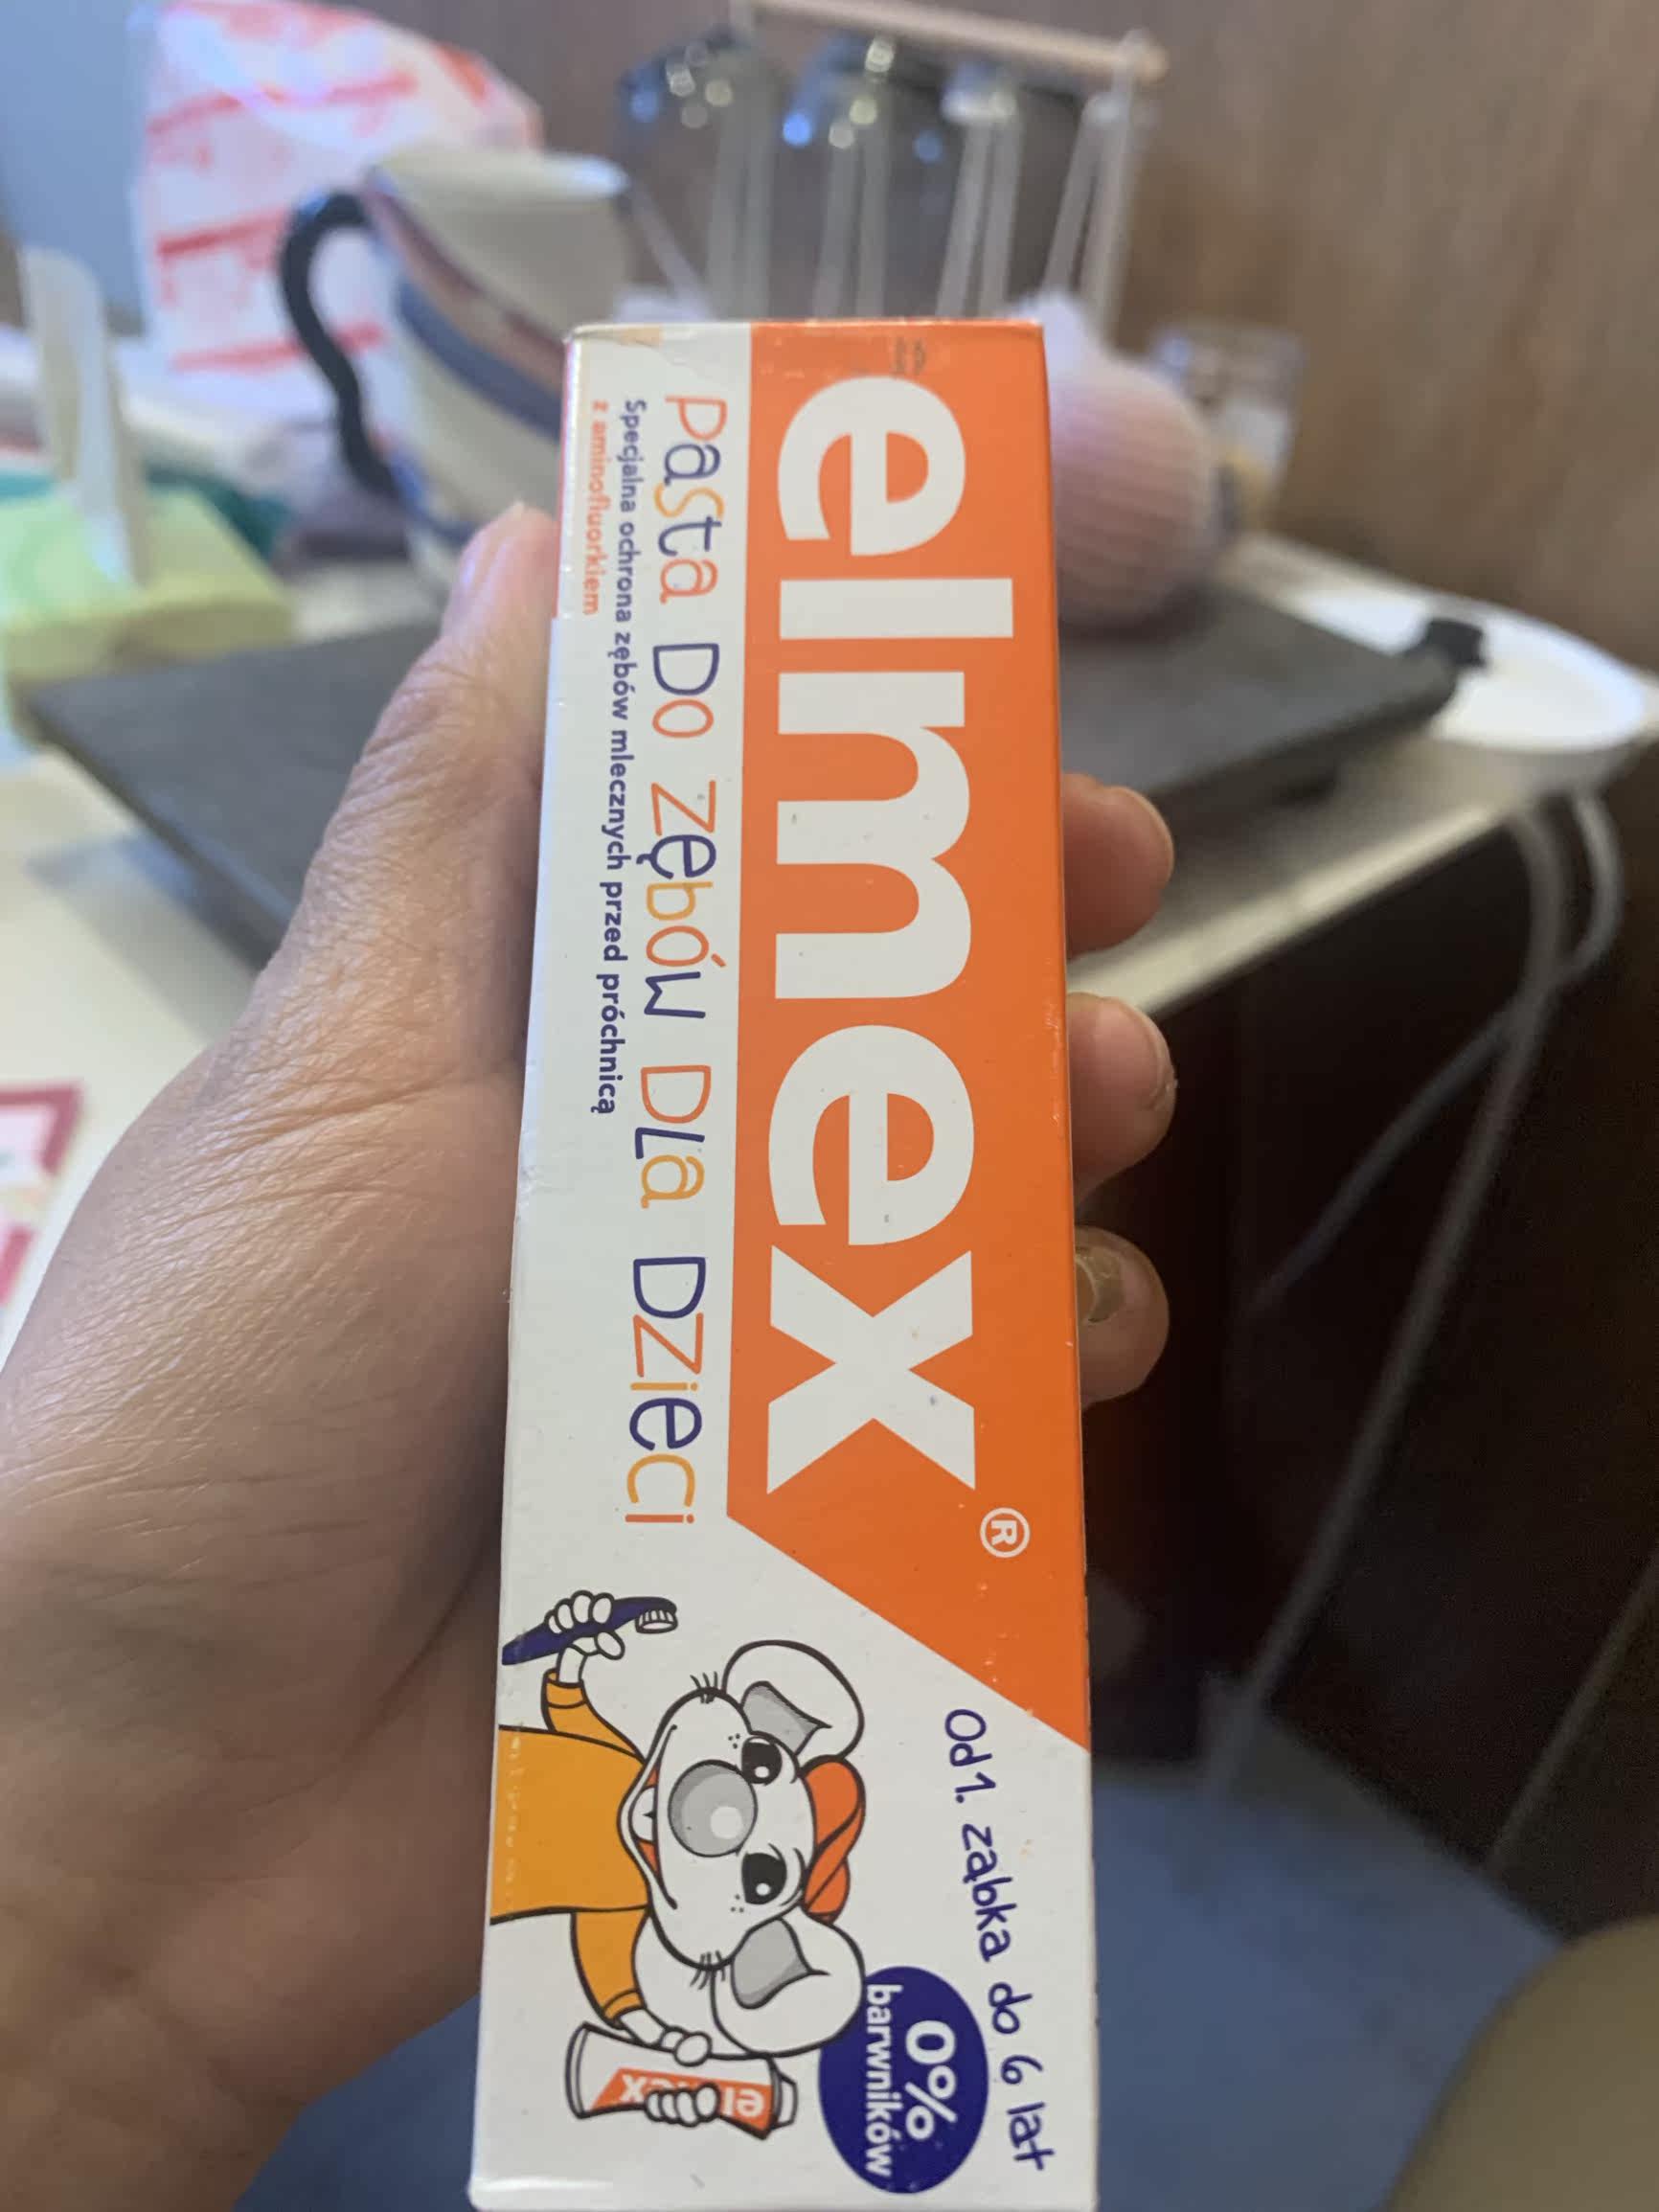 elmex®
Pasta Do zębów Dla Dzieci
Specjalna ochrona zębów mlecznych przed próchnicą
z aminofluorkiem
Od 1. ząbka do 6 lat
0%
barwników